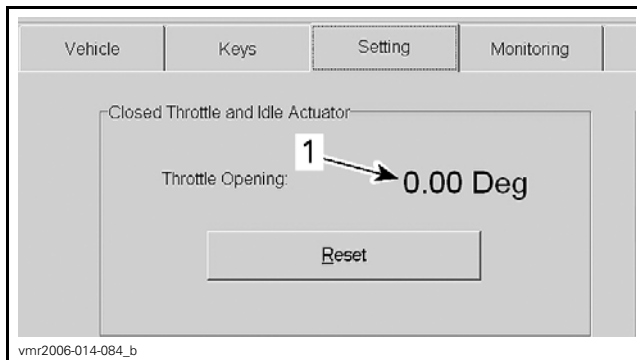 Vehicle Keys Setting Monitoring
Closed Throttle and Idle Actuator
1
Throttle Opening: 0.00 Deg
Reset
vmr2006-014-084_b